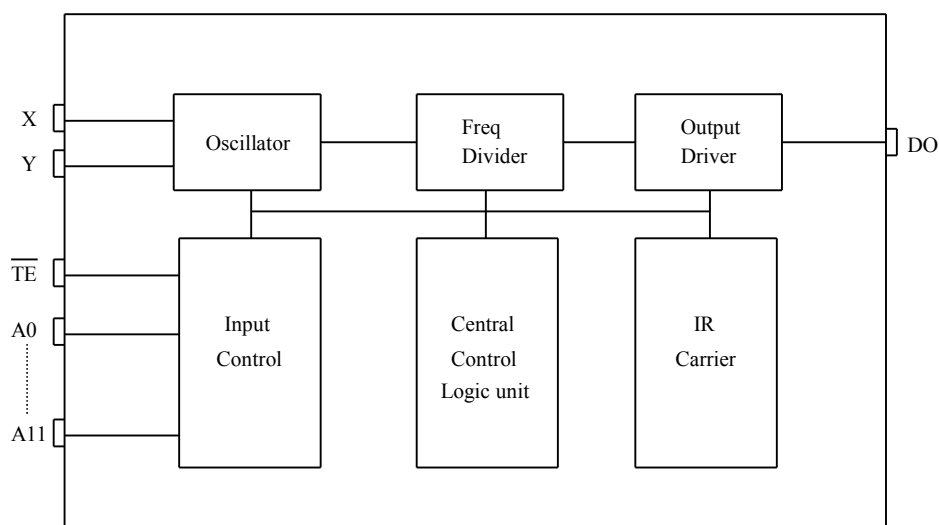 X
Y
Oscillator
Freq
Divider
Output
Driver
DO
TE
A0
A11
Input
Control
Central
Control
Logic unit
IR
Carrier